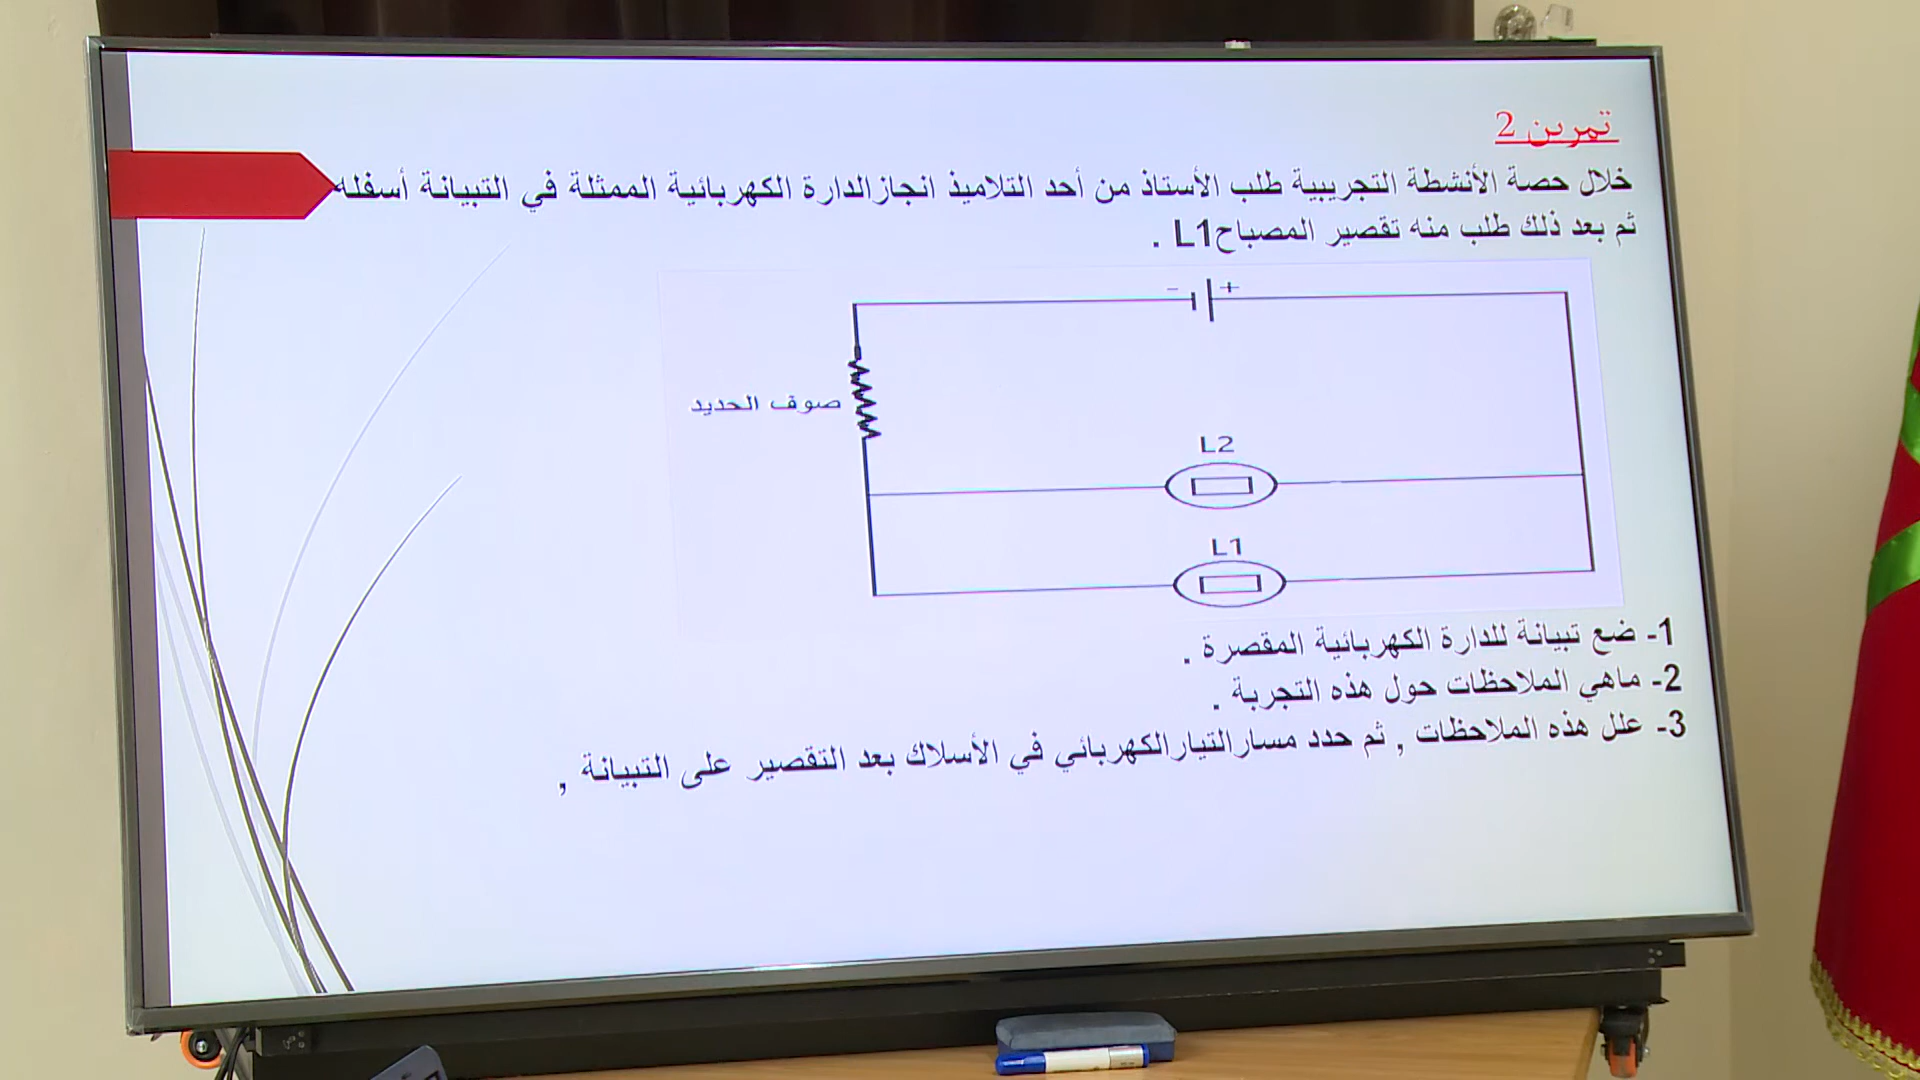 تمرين 2
خلال حصة الأنشطة التجريبية طلب الأستاذ من أحد التلاميذ انجازالدارة الكهربائية الممثلة في التبيانة أسفله
ثم بعد ذلك طلب منه تقصير المصباحL1 .
- +
صوف الحديد
L2
L1
1- ضع تبيانة للدارة الكهربائية المقصرة .
2- ماهي الملاحظات حول هذه التجربة .
3- علل هذه الملاحظات , ثم حدد مسارالتيارالكهربائي في الأسلاك بعد التقصير على التبيانة ,